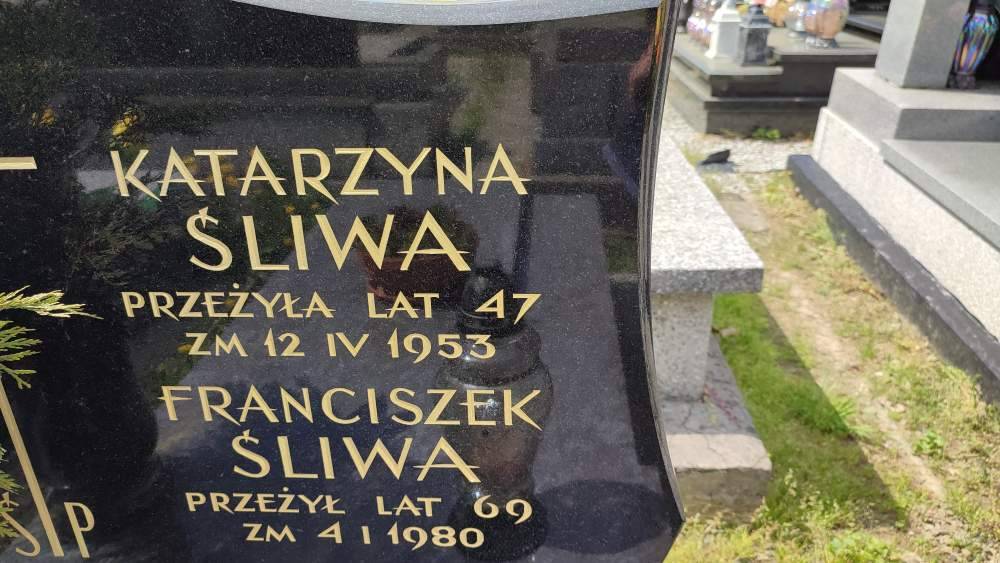 KATARZYNA
ŚLIWA
PRZEŻYŁA LAT 47
ZM 12 IV 1953
FRANCISZEK
ŚLIWA
PRZEŻYŁ LAT 69
ZM 4 I 1980
Ś P